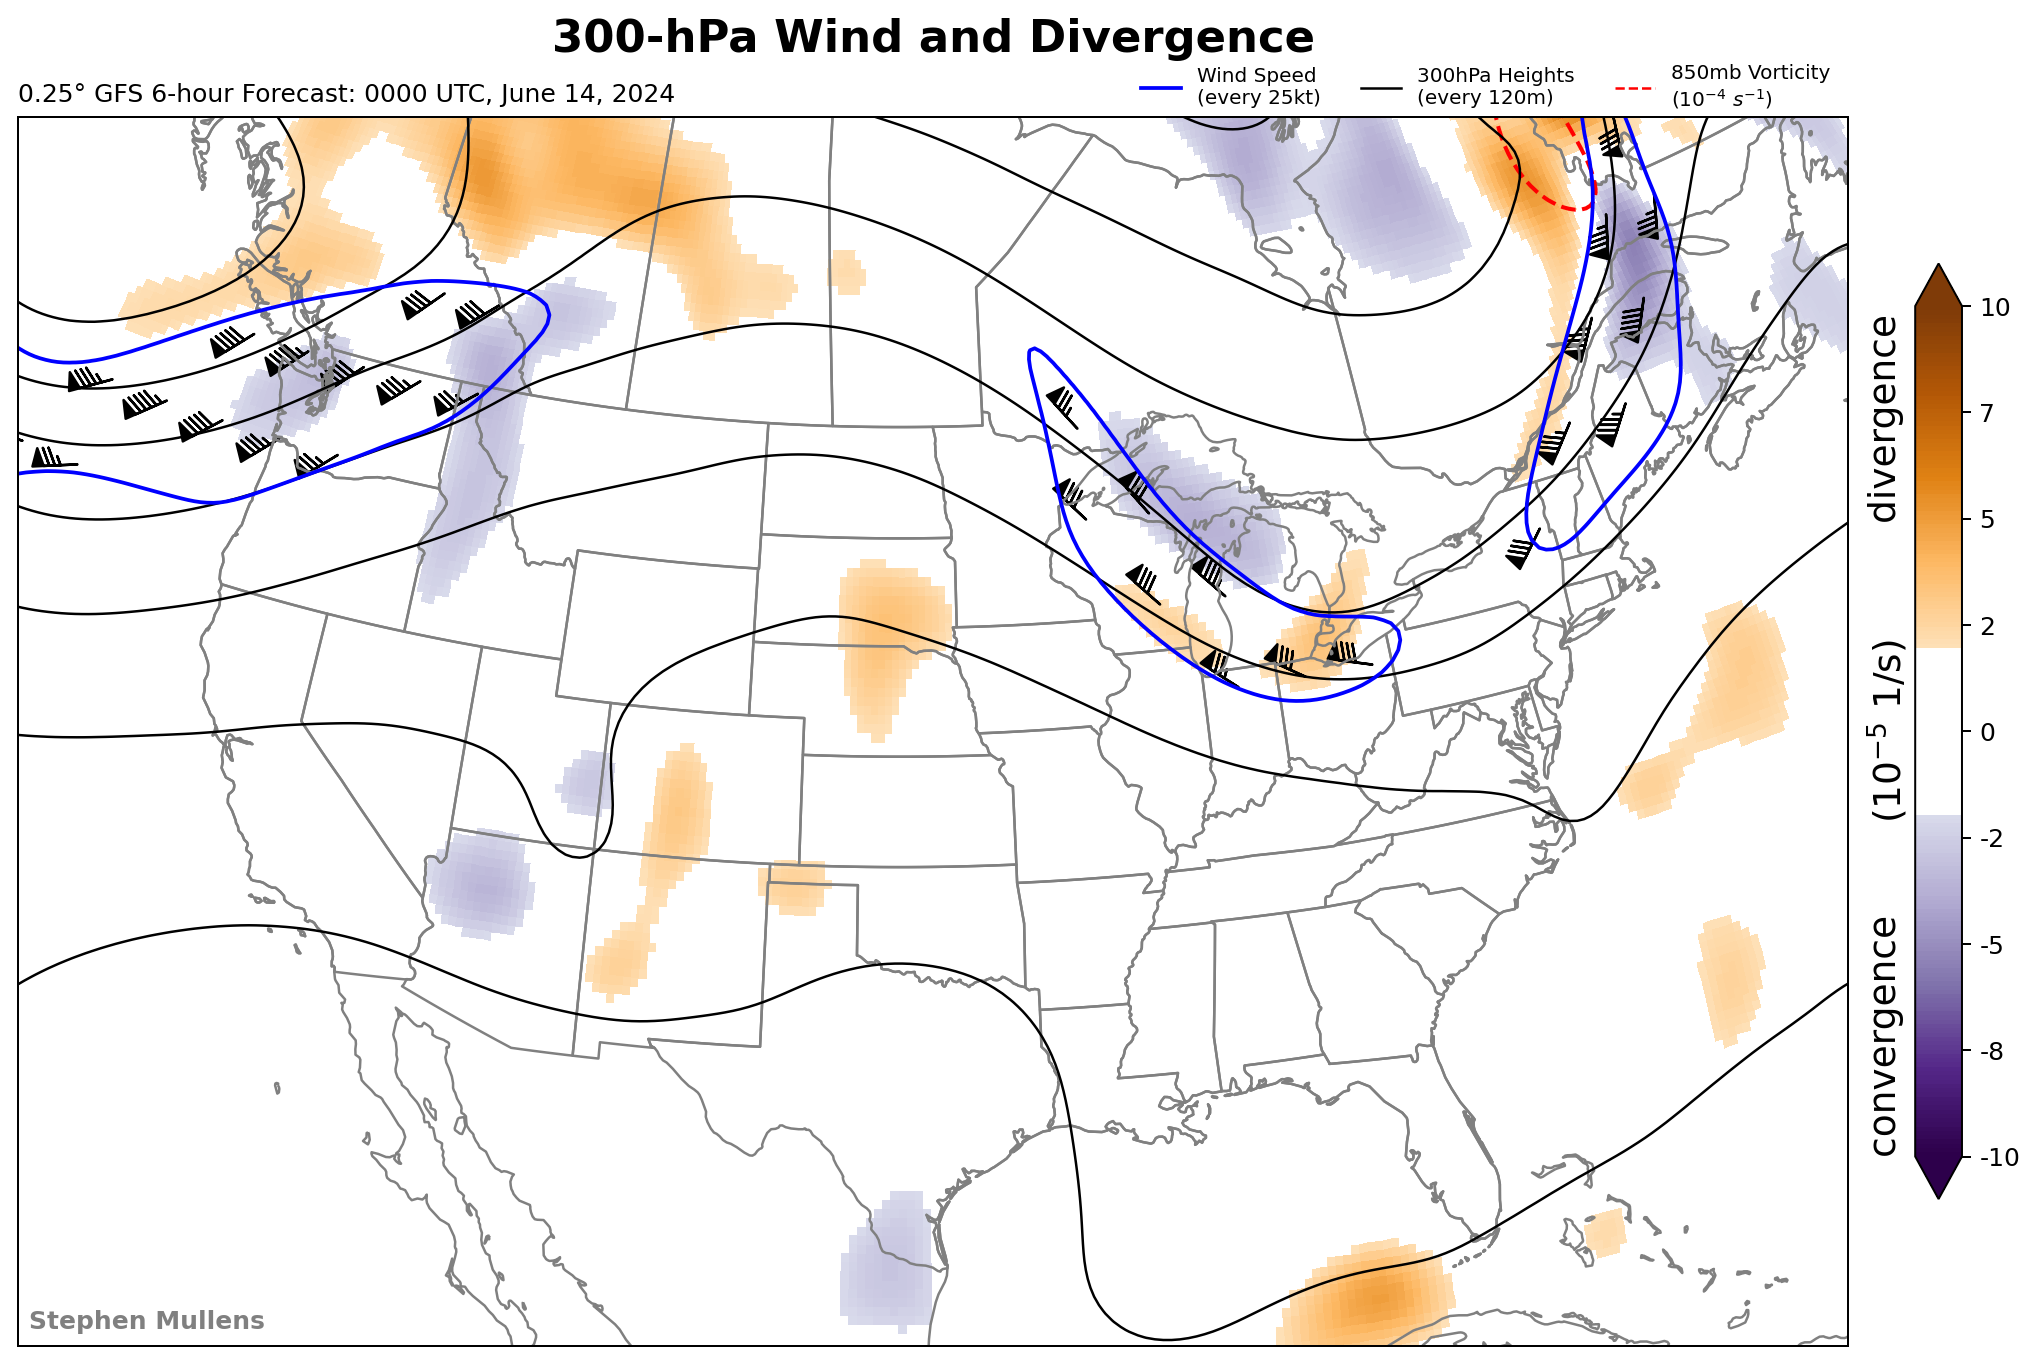 300-hPa Wind and Divergence
0.25° GFS 6-hour Forecast: 0000 UTC, June 14, 2024
Wind Speed
(every 25kt)
300hPa Heights
(every 120m)
850mb Vorticity
(10⁻⁴ s⁻¹)
10
7
5
2
0
-2
-5
-8
-10
convergence (10⁻⁵ 1/s) divergence
Stephen Mullens